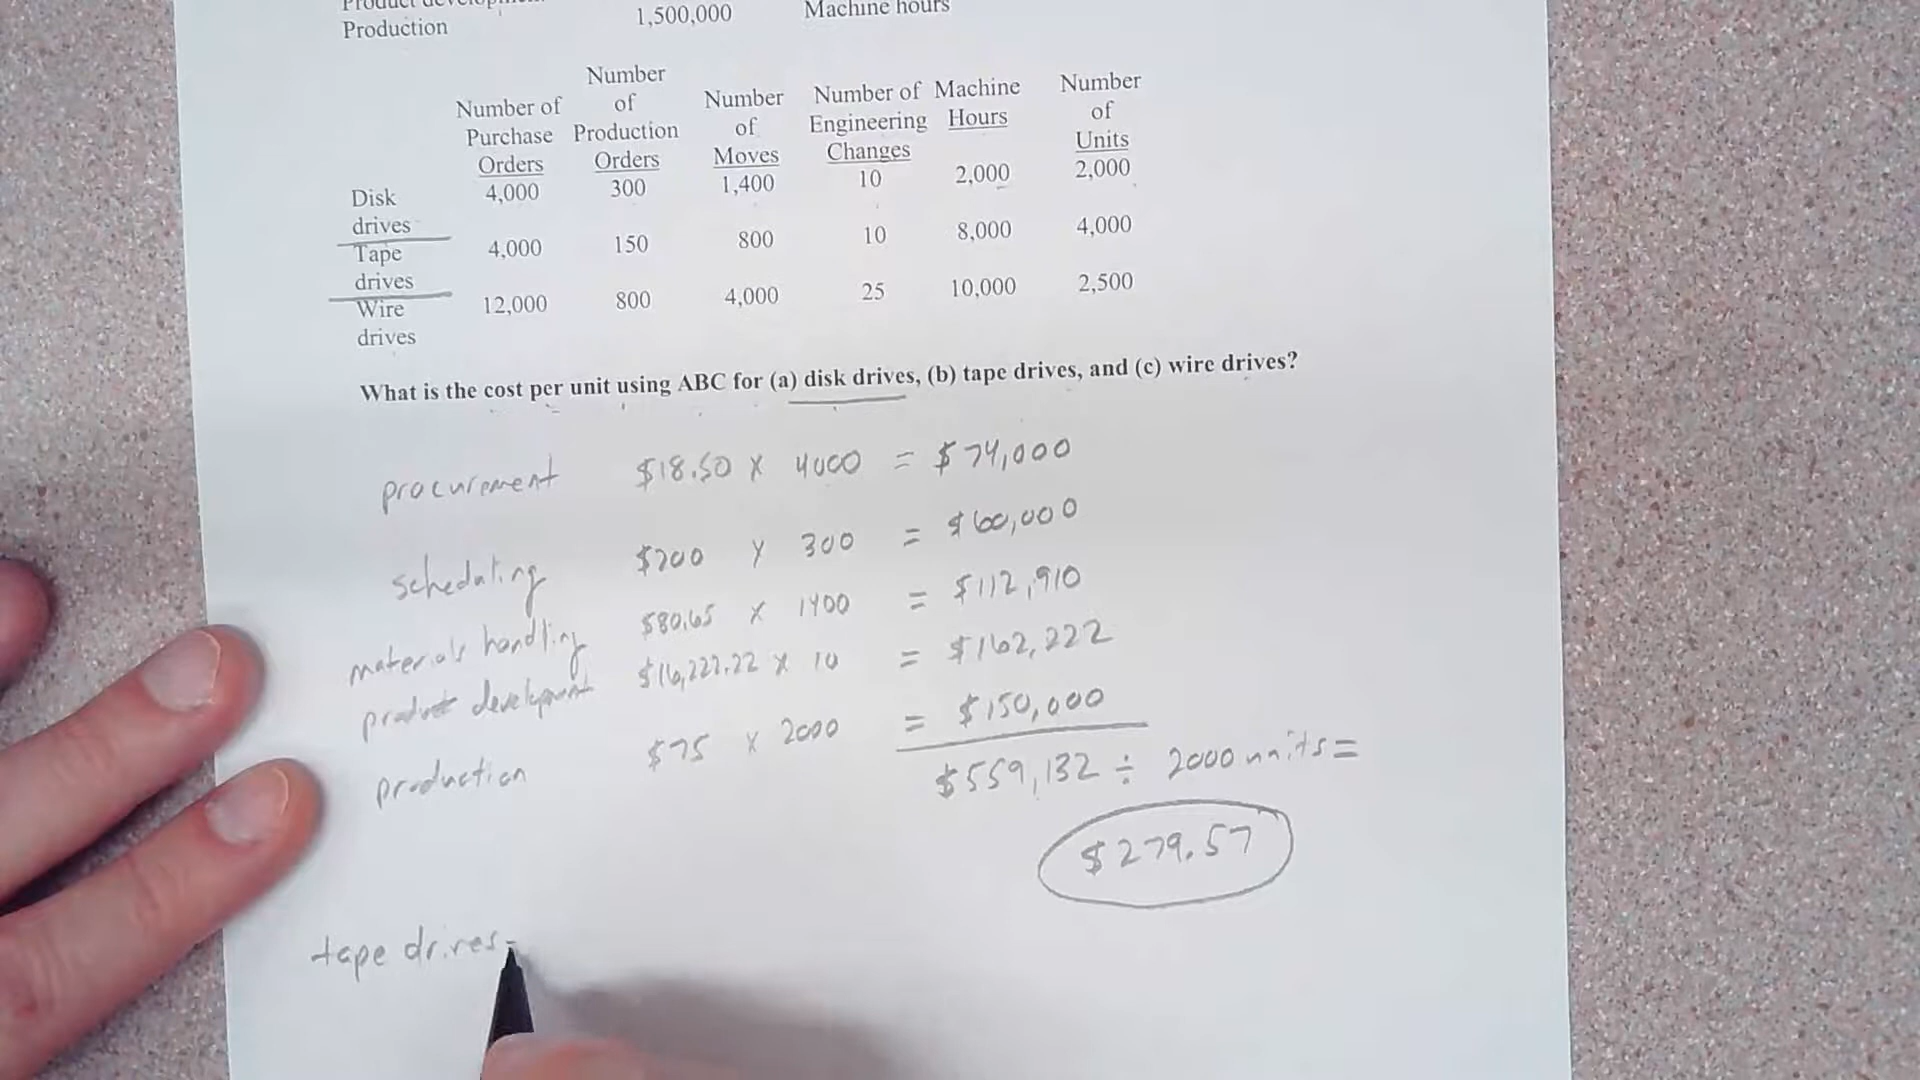 Product development
Production 1,500,000 Machine hours
Number of Purchase Orders Number of Production Orders Number of Moves Number of Engineering Changes Machine Hours Number of Units
Disk drives 4,000 300 1,400 10 2,000 2,000
Tape drives 4,000 150 800 10 8,000 4,000
Wire drives 12,000 800 4,000 25 10,000 2,500
What is the cost per unit using ABC for (a) disk drives, (b) tape drives, and (c) wire drives?
procurement $18.50 x 4000 = $74,000
scheduling $200 x 300 = $60,000
materials handling $80.65 x 1400 = $112,910
product development $16,222.22 x 10 = $162,222
production $75 x 2000 = $150,000
$559,132 ÷ 2000 units =
$279.57
tape drives-